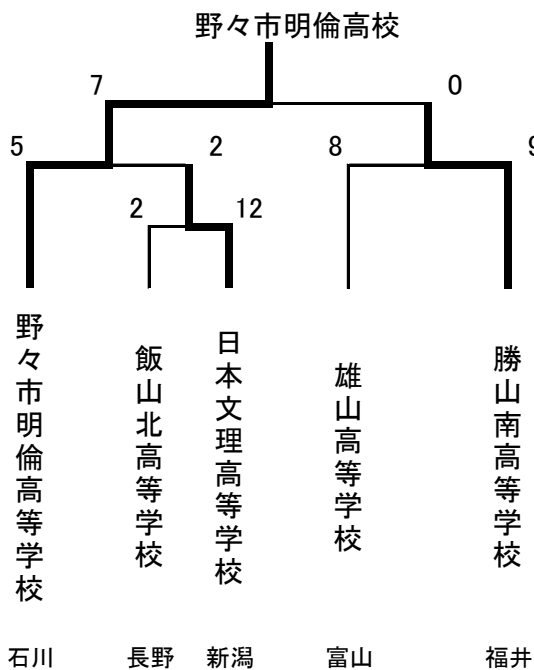 野々市明倫高校
7
0
5
2
8
9
2
12
野々市明倫高等学校
飯山北高等学校
日本文理高等学校
雄山高等学校
勝山南高等学校
石川
長野
新潟
富山
福井